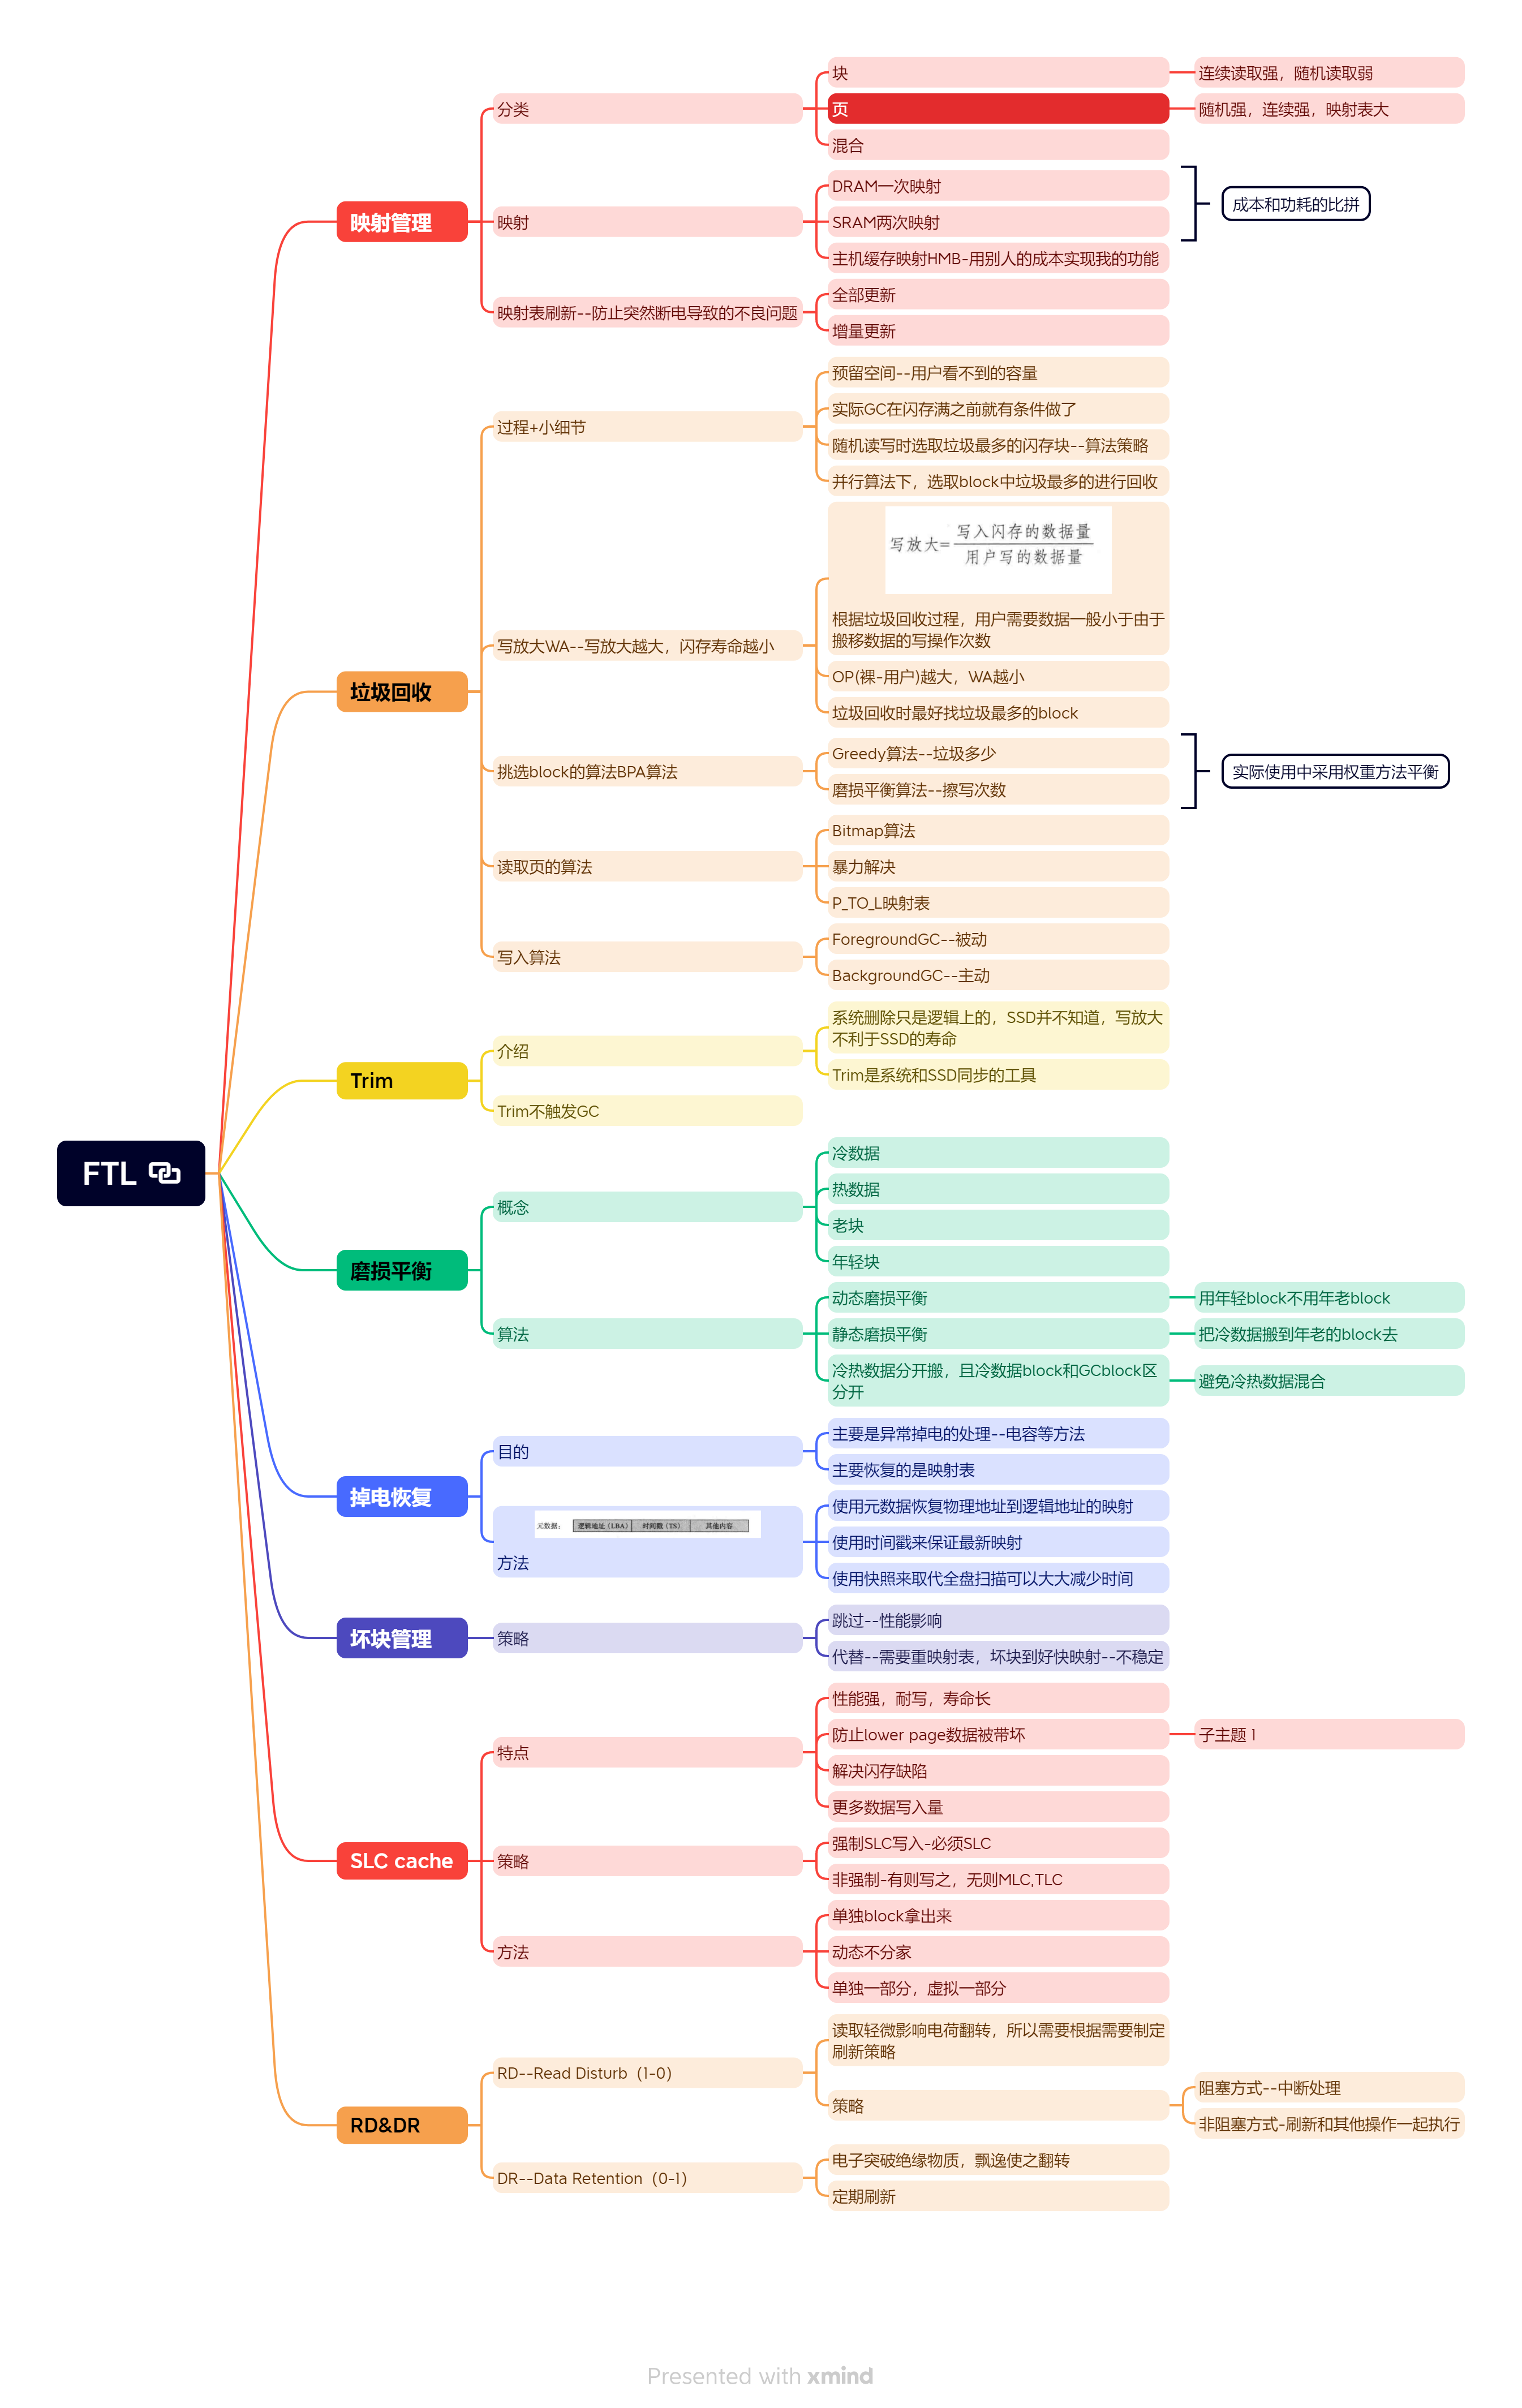 FTL
映射管理
分类
块
连续读取强，随机读取弱
页
随机强，连续强，映射表大
混合
映射
DRAM一次映射
SRAM两次映射
主机缓存映射HMB-用别人的成本实现我的功能
成本和功耗的比拼
映射表刷新--防止突然断电导致的不良问题
全部更新
增量更新
垃圾回收
过程+小细节
预留空间--用户看不到的容量
实际GC在闪存满之前就有条件做了
随机读写时选取垃圾最多的闪存块--算法策略
并行算法下，选取block中垃圾最多的进行回收
写放大WA--写放大越大，闪存寿命越小
写放大=写入闪存的数据量
用户写的数据量
根据垃圾回收过程，用户需要数据一般小于由于
搬移数据的写操作次数
OP(裸-用户)越大，WA越小
垃圾回收时最好找垃圾最多的block
挑选block的算法BPA算法
Greedy算法--垃圾多少
磨损平衡算法--擦写次数
实际使用中采用权重方法平衡
读取页的算法
Bitmap算法
暴力解决
P_TO_L映射表
写入算法
ForegroundGC--被动
BackgroundGC--主动
Trim
介绍
系统删除只是逻辑上的，SSD并不知道，写放大
不利于SSD的寿命
Trim是系统和SSD同步的工具
Trim不触发GC
磨损平衡
概念
冷数据
热数据
老块
年轻块
算法
动态磨损平衡
用年轻block不用年老block
静态磨损平衡
把冷数据搬到年老的block去
冷热数据分开搬，且冷数据block和GCblock区
分开
避免冷热数据混合
掉电恢复
目的
主要是异常掉电的处理--电容等方法
主要恢复的是映射表
元数据： 逻辑地址（LBA） 时间戳（TS） 其他内容
方法
使用元数据恢复物理地址到逻辑地址的映射
使用时间戳来保证最新映射
使用快照来取代全盘扫描可以大大减少时间
坏块管理
策略
跳过--性能影响
代替--需要重映射表，坏块到好快映射--不稳定
SLC cache
特点
性能强，耐写，寿命长
防止lower page数据被带坏
子主题 1
解决闪存缺陷
更多数据写入量
策略
强制SLC写入-必须SLC
非强制-有则写之，无则MLC,TLC
方法
单独block拿出来
动态不分家
单独一部分，虚拟一部分
RD&DR
RD--Read Disturb（1-0）
读取轻微影响电荷翻转，所以需要根据需要制定
刷新策略
策略
阻塞方式--中断处理
非阻塞方式-刷新和其他操作一起执行
DR--Data Retention（0-1）
电子突破绝缘物质，飘逸使之翻转
定期刷新
Presented with xmind